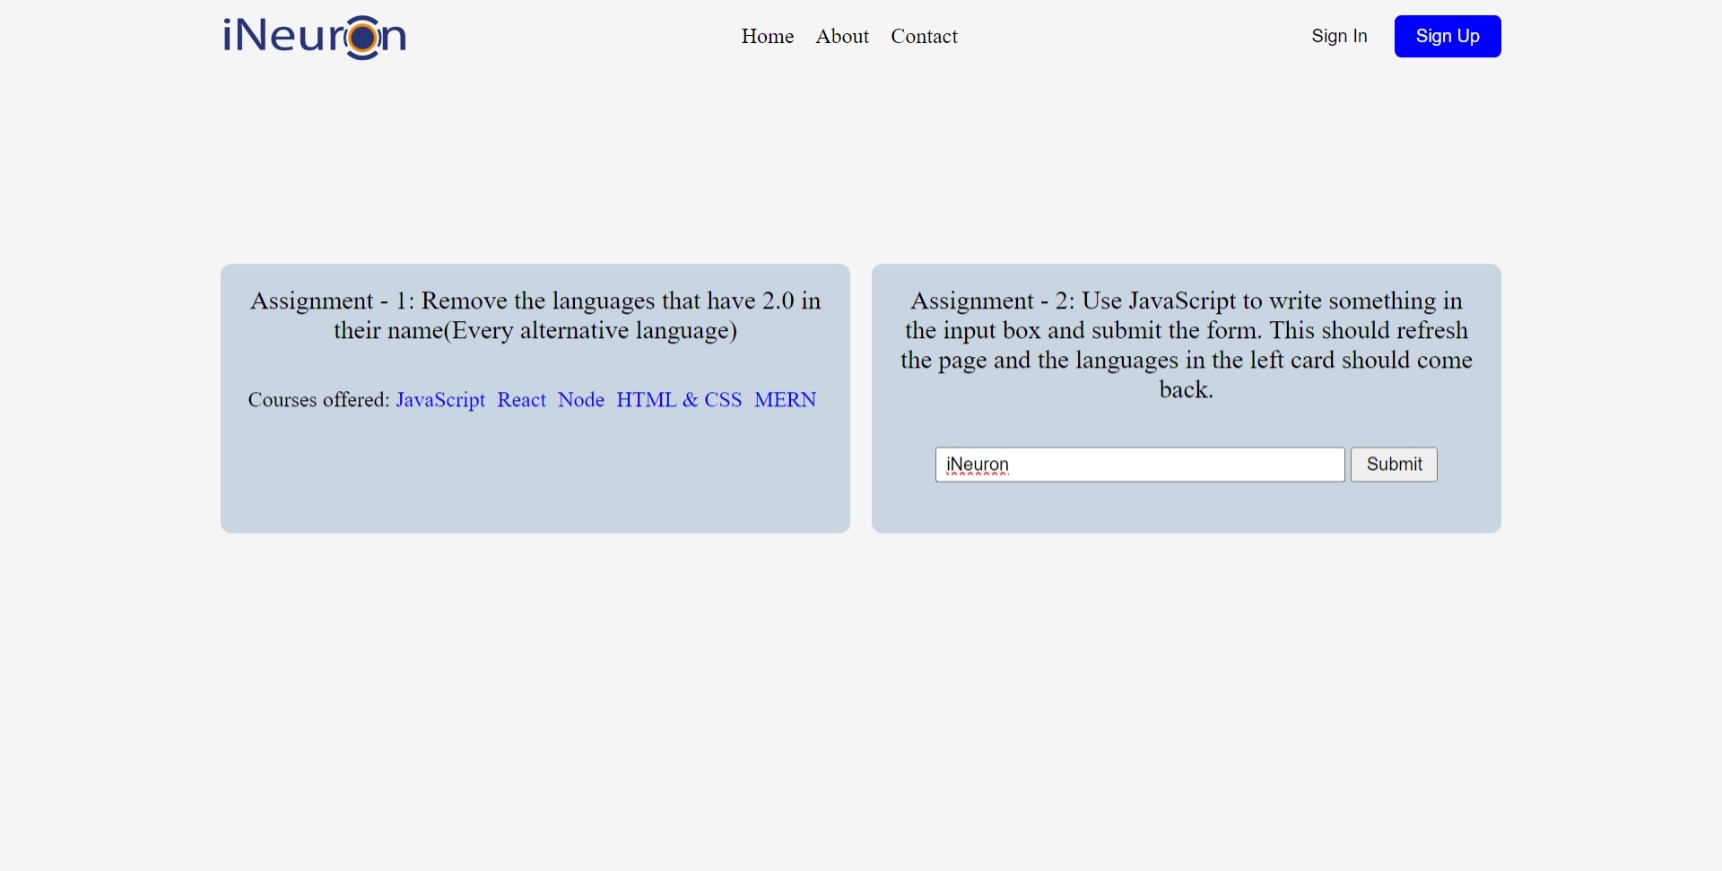 iNeuron
Home About Contact
Sign In Sign Up
Assignment - 1: Remove the languages that have 2.0 in
their name(Every alternative language)
Courses offered: JavaScript React Node HTML & CSS MERN
Assignment - 2: Use JavaScript to write something in
the input box and submit the form. This should refresh
the page and the languages in the left card should come
back.
iNeuron Submit